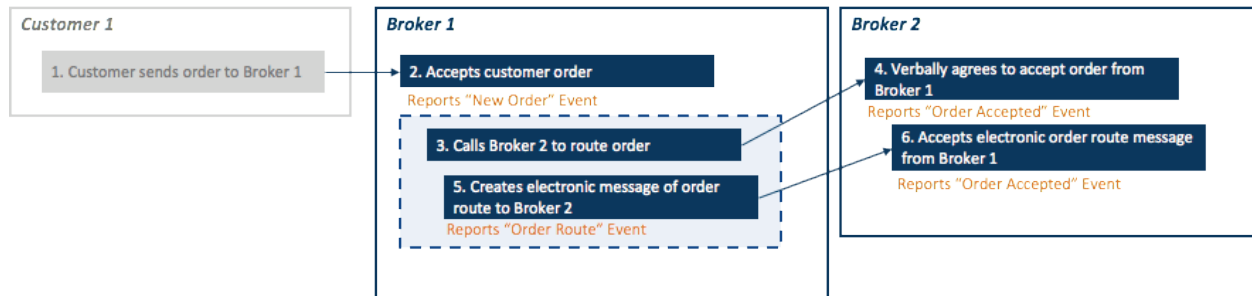 Customer 1
1. Customer sends order to Broker 1
Broker 1
2. Accepts customer order
Reports “New Order” Event
3. Calls Broker 2 to route order
5. Creates electronic message of order
route to Broker 2
Reports “Order Route” Event
Broker 2
4. Verbally agrees to accept order from
Broker 1
Reports “Order Accepted” Event
6. Accepts electronic order route message
from Broker 1
Reports “Order Accepted” Event